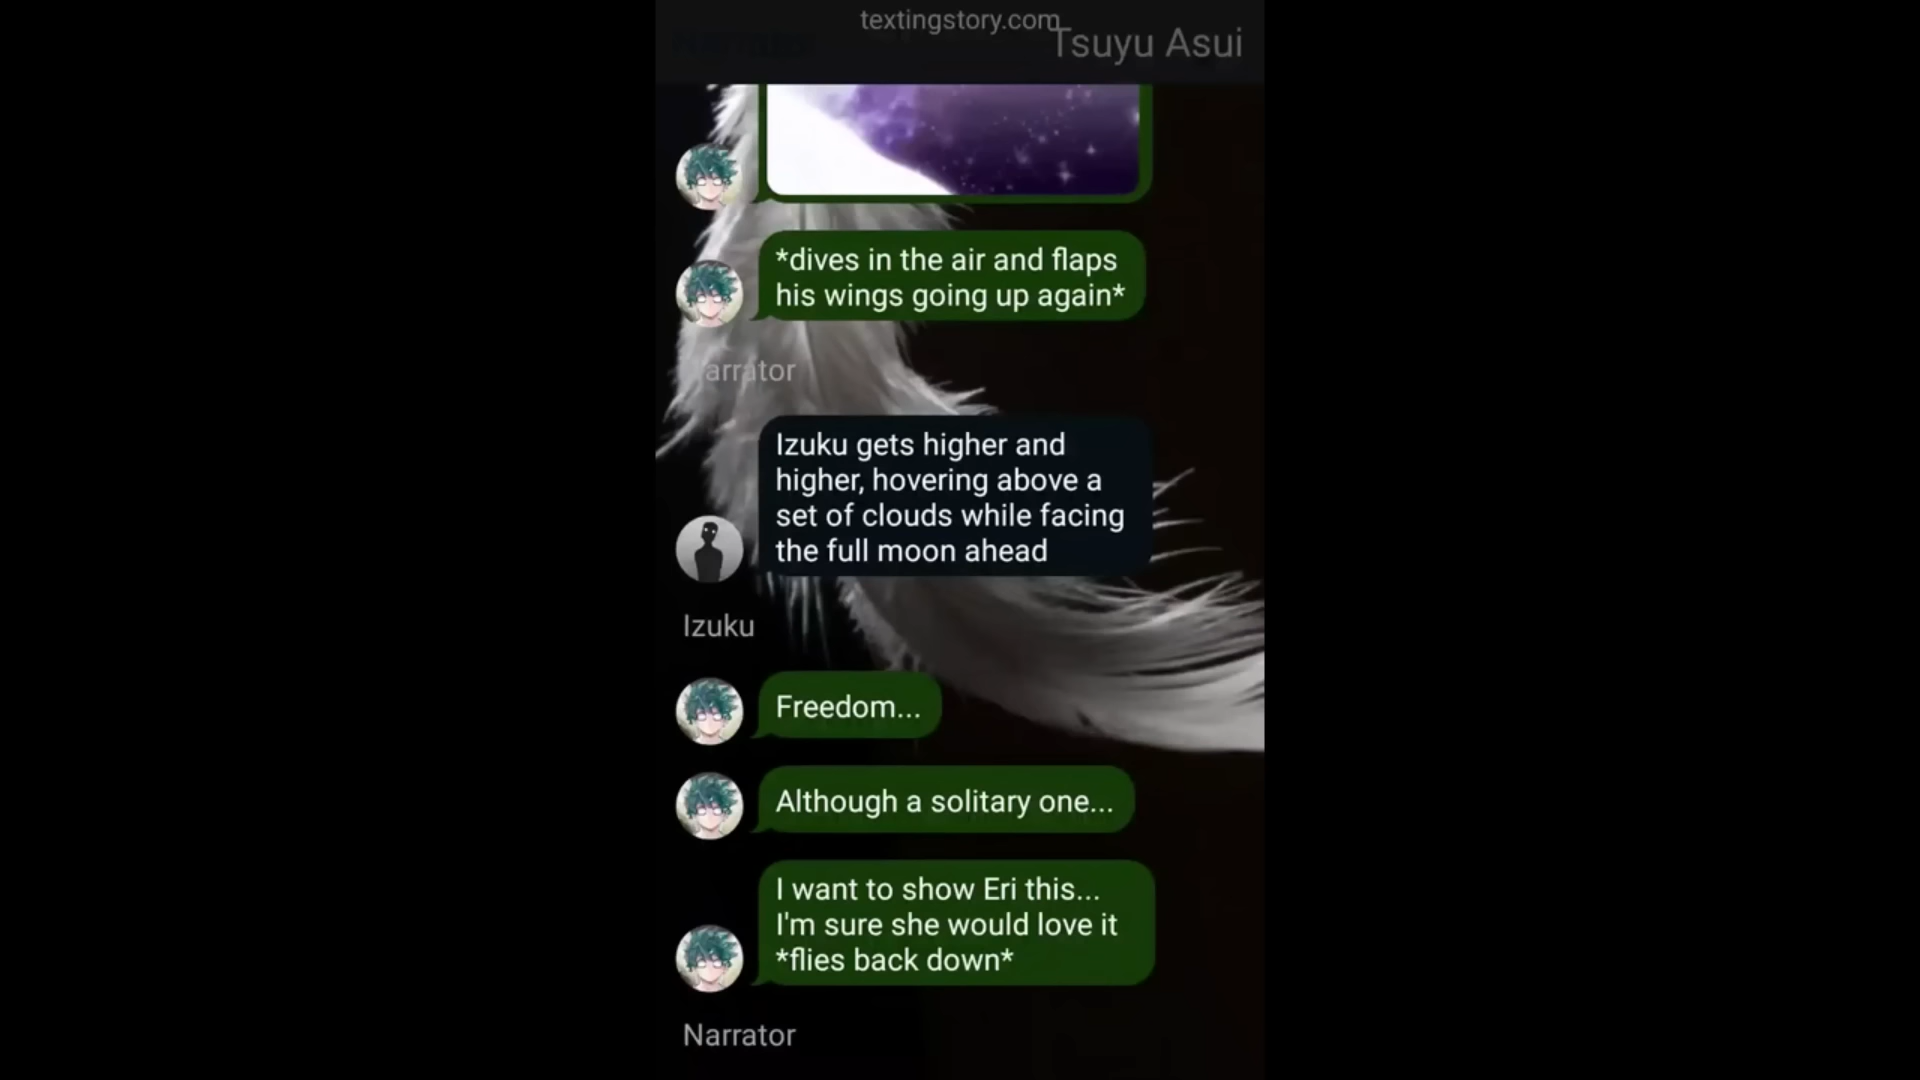 textingstory.com
Tsuyu Asui
*dives in the air and flaps
his wings going up again*
Narrator
Izuku gets higher and
higher, hovering above a
set of clouds while facing
the full moon ahead
Izuku
Freedom...
Although a solitary one...
I want to show Eri this...
I'm sure she would love it
*flies back down*
Narrator